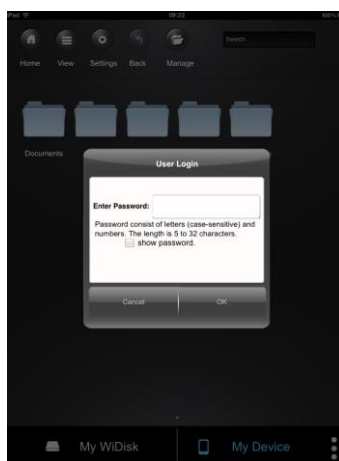 iPad 09:22 100%
Search
Home View Settings Back Manage
Documents
User Login
Enter Password:
Password consist of letters (case-sensitive) and
numbers. The length is 5 to 32 characters.
show password.
Cancel OK
My WiDisk My Device